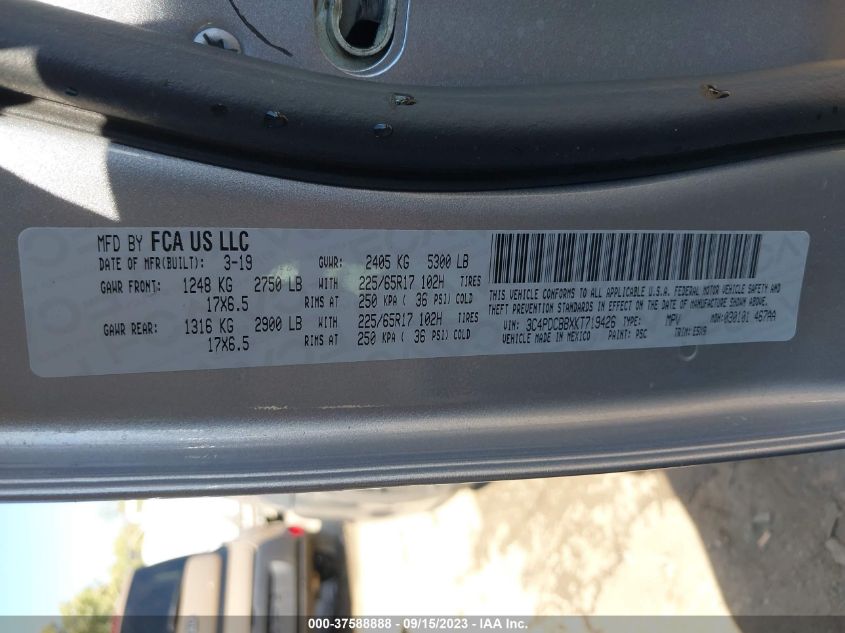 MFD BY FCA US LLC
DATE OF MFR(BUILT): 3-19 GVWR: 2405 KG 5300 LB
GAWR FRONT: 1248 KG 2750 LB WITH 225/65R17 102H TIRES
17X6.5 RIMS AT 250 KPA ( 36 PSI) COLD
GAWR REAR: 1316 KG 2900 LB WITH 225/65R17 102H TIRES
17X6.5 RIMS AT 250 KPA ( 36 PSI) COLD
THIS VEHICLE CONFORMS TO ALL APPLICABLE U.S.A. FEDERAL MOTOR VEHICLE SAFETY AND
THEFT PREVENTION STANDARDS IN EFFECT ON THE DATE OF MANUFACTURE SHOWN ABOVE.
VIN: 3C4PDCBBXKT719426 TYPE: MPV MDH:030101 467AA
VEHICLE MADE IN MEXICO PAINT: PSC TRIM:
000-37588888 - 09/15/2023 - IAA Inc.